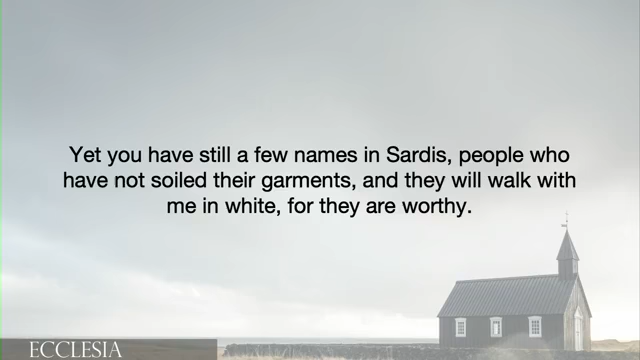 Yet you have still a few names in Sardis, people who
have not soiled their garments, and they will walk with
me in white, for they are worthy.
ECCLESIA